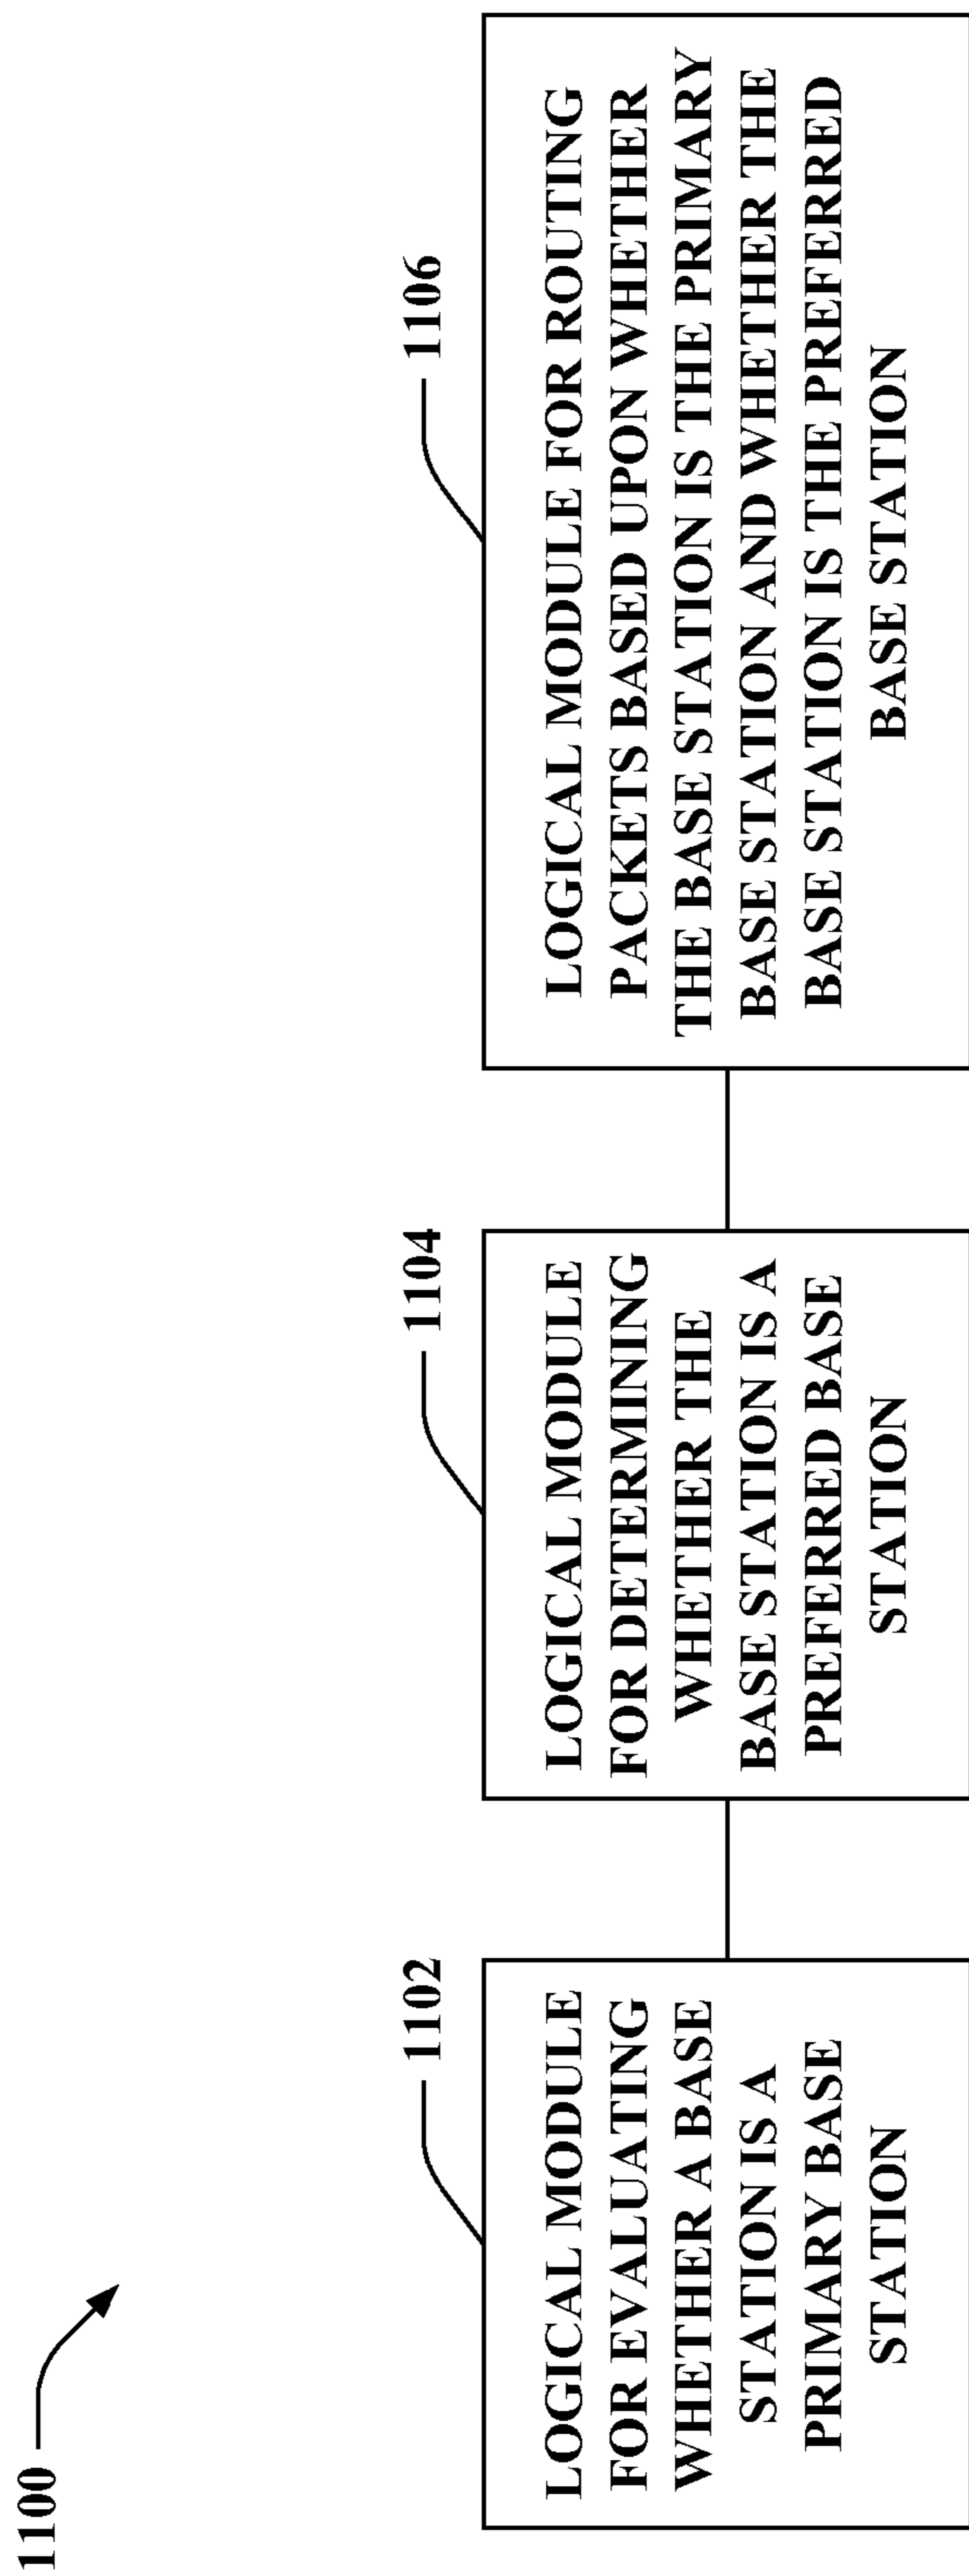 1100
1102
LOGICAL MODULE
FOR EVALUATING
WHETHER A BASE
STATION IS A
PRIMARY BASE
STATION
1104
LOGICAL MODULE
FOR DETERMINING
WHETHER THE
BASE STATION IS A
PREFERRED BASE
STATION
1106
LOGICAL MODULE FOR ROUTING
PACKETS BASED UPON WHETHER
THE BASE STATION IS THE PRIMARY
BASE STATION AND WHETHER THE
BASE STATION IS THE PREFERRED
BASE STATION